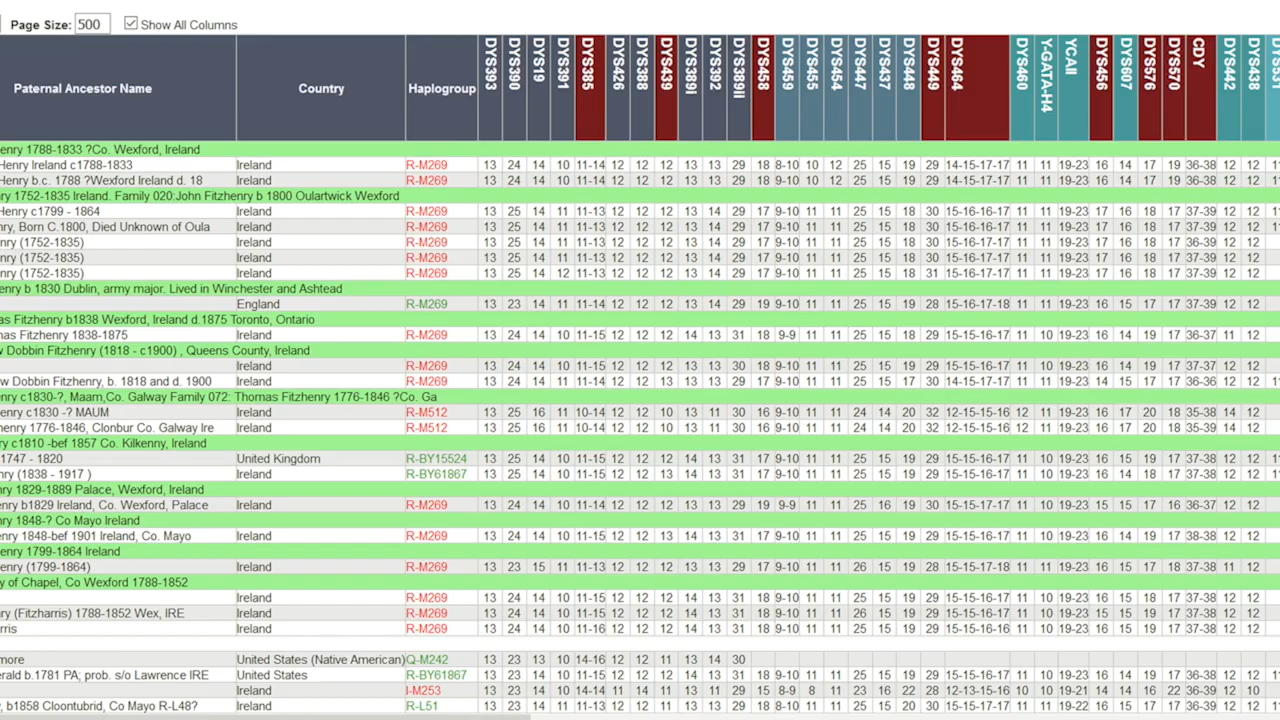 Page Size: 500 Show All Columns
Paternal Ancestor Name Country Haplogroup DYS393 DYS390 DYS19 DYS391 DYS385 DYS426 DYS388 DYS439 DYS389i DYS392 DYS389ii DYS458 DYS459 DYS455 DYS454 DYS447 DYS437 DYS448 DYS449 DYS464 DYS460 Y-GATA-H4 YCAII DYS456 DYS607 DYS576 DYS570 CDY DYS442 DYS438
enry 1788-1833 ?Co. Wexford, Ireland
Henry Ireland c1788-1833 Ireland R-M269 13 24 14 10 11-14 12 12 12 13 13 29 18 8-10 10 12 25 15 19 29 14-15-17-17 11 11 19-23 16 14 17 19 36-38 12 12
Henry b.c. 1788 ?Wexford Ireland d. 18 Ireland R-M269 13 24 14 10 11-14 12 12 12 13 13 29 18 9-10 10 12 25 15 19 29 14-15-17-17 11 11 19-23 16 14 17 19 36-38 12 12
ry 1752-1835 Ireland. Family 020:John Fitzhenry b 1800 Oulartwick Wexford
Henry c1799 - 1864 Ireland R-M269 13 25 14 11 11-13 12 12 12 13 14 29 17 9-10 11 11 25 15 18 30 15-16-16-17 11 11 19-23 17 16 18 17 37-39 12 12
nry, Born C.1800, Died Unknown of Oula Ireland R-M269 13 25 14 11 11-13 12 12 12 13 14 29 17 9-10 11 11 25 15 18 30 15-16-16-17 11 11 19-23 17 16 18 17 37-39 12 12
enry (1752-1835) Ireland R-M269 13 25 14 11 11-13 12 12 12 13 14 29 17 9-10 11 11 25 15 18 30 15-16-17-17 11 11 19-23 17 16 18 17 36-39 12 12
enry (1752-1835) Ireland R-M269 13 25 14 11 11-13 12 12 12 13 14 29 17 9-10 11 11 25 15 18 30 15-16-17-17 11 11 19-23 17 16 18 17 37-39 12 12
enry (1752-1835) Ireland R-M269 13 25 14 12 11-13 12 12 12 13 14 29 17 9-10 11 11 25 15 18 31 15-16-17-17 11 11 19-23 17 16 18 17 37-39 12 12
enry b 1830 Dublin, army major. Lived in Winchester and Ashtead
England R-M269 13 23 14 11 11-14 12 12 12 13 14 29 19 9-10 11 11 25 15 19 28 15-16-17-18 11 11 19-23 16 15 17 17 37-39 12 12
as Fitzhenry b1838 Wexford, Ireland d.1875 Toronto, Ontario
nas Fitzhenry 1838-1875 Ireland R-M269 13 24 14 10 11-15 12 12 12 14 13 31 18 9-9 11 11 25 15 18 29 15-15-16-17 11 10 19-23 16 14 19 17 36-37 11 12
w Dobbin Fitzhenry (1818 - c1900) , Queens County, Ireland
Ireland R-M269 13 24 14 10 11-15 12 12 12 13 13 30 18 9-10 11 11 25 15 19 29 15-15-16-17 11 10 19-23 16 14 19 17 36-38 12 12
w Dobbin Fitzhenry, b. 1818 and d. 1900 Ireland R-M269 13 24 14 11 11-14 12 12 13 13 13 29 17 9-10 11 11 25 15 17 30 14-15-17-17 11 11 19-23 14 15 17 17 36-36 12 12
enry c1830-?, Maam,Co. Galway Family 072: Thomas Fitzhenry 1776-1846 ?Co. Ga
enry c1830 -? MAUM Ireland R-M512 13 25 16 11 10-14 12 12 10 13 11 30 16 9-10 11 11 24 14 20 32 12-15-15-16 12 11 19-23 16 17 20 18 35-38 14 12
enry 1776-1846, Clonbur Co. Galway Ire Ireland R-M512 13 25 16 11 10-14 12 12 10 13 11 30 16 9-10 11 11 24 14 20 32 12-15-15-16 12 11 19-23 16 17 20 18 35-39 14 12
ry c1810 -bef 1857 Co. Kilkenny, Ireland
1747 - 1820 United Kingdom R-BY15524 13 25 14 10 11-15 12 12 12 14 13 31 17 9-10 11 11 25 15 19 29 15-15-16-17 11 10 19-23 16 15 19 17 37-38 12 12
nry (1838 - 1917 ) Ireland R-BY61867 13 25 14 10 11-15 12 12 13 14 13 31 17 9-10 11 11 25 15 19 29 15-15-16-17 11 10 19-23 16 14 18 17 37-38 12 12
nry 1829-1889 Palace, Wexford, Ireland
enry b1829 Ireland, Co. Wexford, Palace Ireland R-M269 13 24 14 11 11-14 12 12 12 13 13 29 19 9-9 11 11 25 16 19 30 15-15-17-17 11 11 19-23 15 15 17 16 36-37 12 12
nry 1848-? Co Mayo Ireland
enry 1848-bef 1901 Ireland, Co. Mayo Ireland R-M269 13 24 14 10 11-15 12 12 13 14 13 31 17 9-10 11 11 25 15 19 29 15-15-16-17 11 10 19-23 16 14 19 17 38-38 12 12
enry 1799-1864 Ireland
enry (1799-1864) Ireland R-M269 13 23 15 11 11-13 12 12 12 13 13 29 17 9-10 11 11 26 15 19 28 15-15-17-18 11 11 19-23 16 15 17 18 37-38 11 12
y of Chapel, Co Wexford 1788-1852
Ireland R-M269 13 24 14 10 11-15 12 12 12 14 13 31 18 9-10 11 11 25 15 19 29 15-15-16-17 11 10 19-23 16 15 18 17 37-38 12 12
ry (Fitzharris) 1788-1852 Wex, IRE Ireland R-M269 13 24 14 10 11-15 12 12 12 14 13 31 18 9-10 11 11 25 15 19 29 15-15-16-17 11 10 19-23 15 15 19 17 37-38 12 12
rris Ireland R-M269 13 24 14 10 11-16 12 12 12 14 13 31 18 9-10 11 11 25 15 19 29 15-15-16-16 11 10 19-23 16 15 19 17 37-38 12 12
more United States (Native American) Q-M242 13 23 13 10 14-16 12 12 11 13 14 30
erald b.1781 PA; prob. s/o Lawrence IRE United States R-BY61867 13 23 14 10 11-15 12 12 12 14 13 31 18 9-10 11 11 25 15 19 29 15-15-16-17 11 10 19-23 16 14 19 17 36-38 12 12
Ireland I-M253 13 23 14 10 14-14 11 14 11 13 11 29 15 8-9 8 11 23 16 22 28 12-13-15-16 10 10 19-21 14 14 16 22 36-39 12 10
, b1858 Cloontubrid, Co Mayo R-L48? Ireland R-L51 13 23 14 11 11-13 12 12 12 13 14 29 17 9-10 11 11 25 15 20 30 15-15-17-17 11 11 19-22 15 15 17 17 37-38 12 12